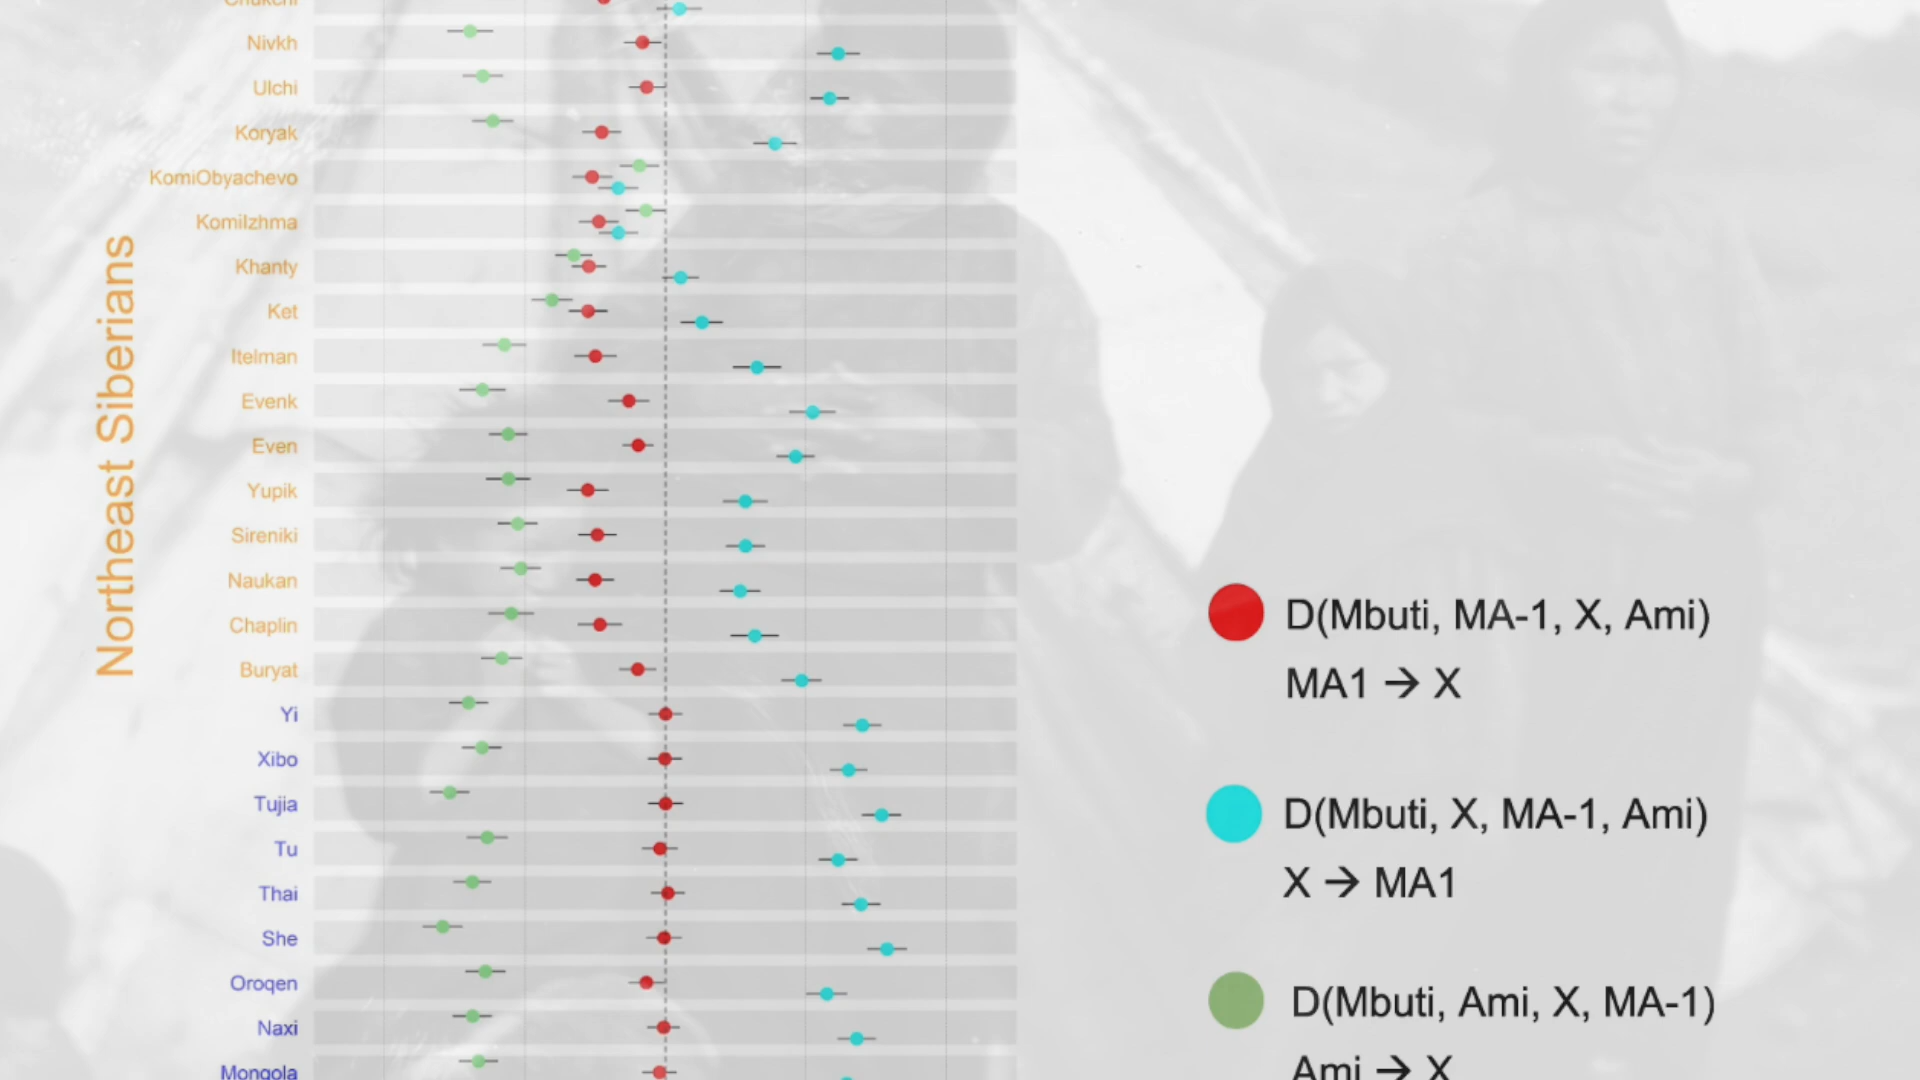 Chukchi
Nivkh
Ulchi
Koryak
KomiObyachevo
KomiIzhma
Khanty
Ket
Itelman
Evenk
Even
Yupik
Sireniki
Naukan
Chaplin
Buryat
Yi
Xibo
Tujia
Tu
Thai
She
Oroqen
Naxi
Mongola
Northeast Siberians
D(Mbuti, MA-1, X, Ami)
MA1 → X
D(Mbuti, X, MA-1, Ami)
X → MA1
D(Mbuti, Ami, X, MA-1)
Ami → X